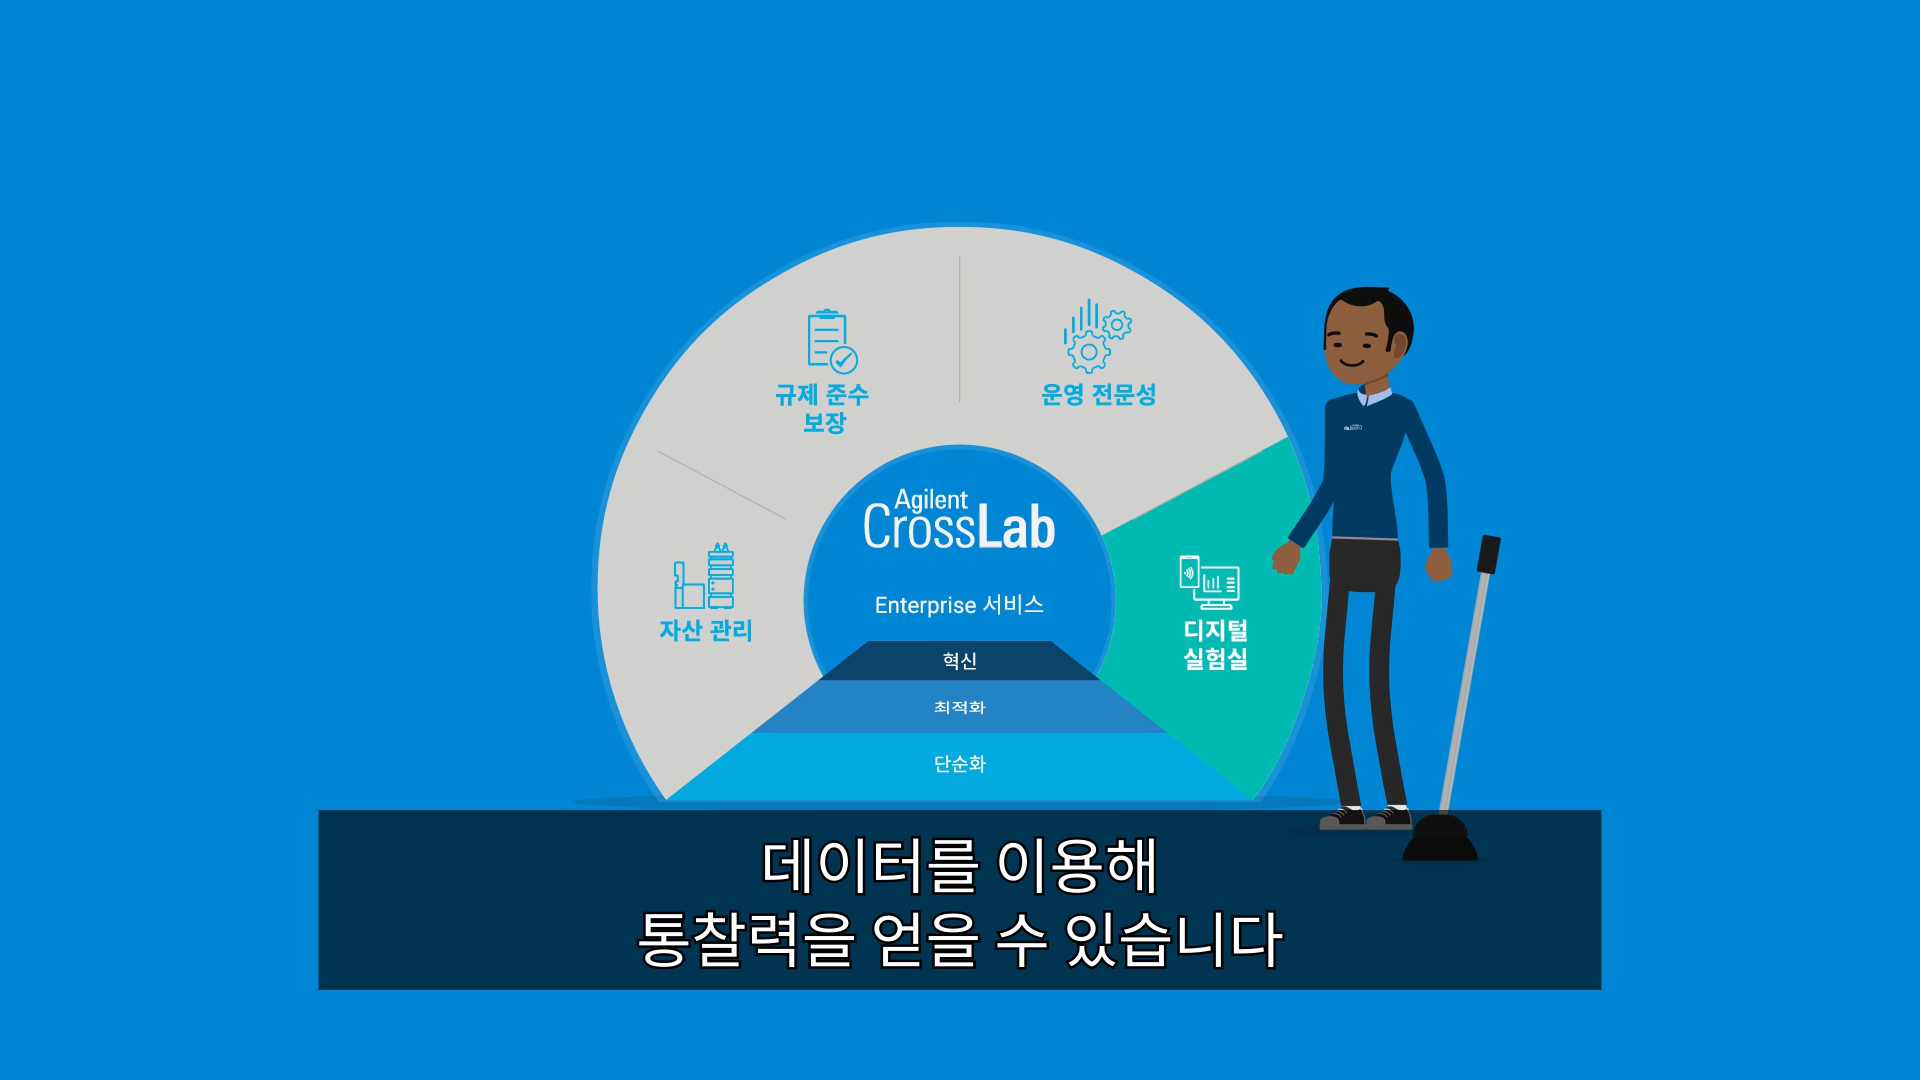 규제 준수
보장
운영 전문성
Agilent
CrossLab
Enterprise 서비스
자산 관리
디지털
실험실
혁신
최적화
단순화
데이터를 이용해
통찰력을 얻을 수 있습니다